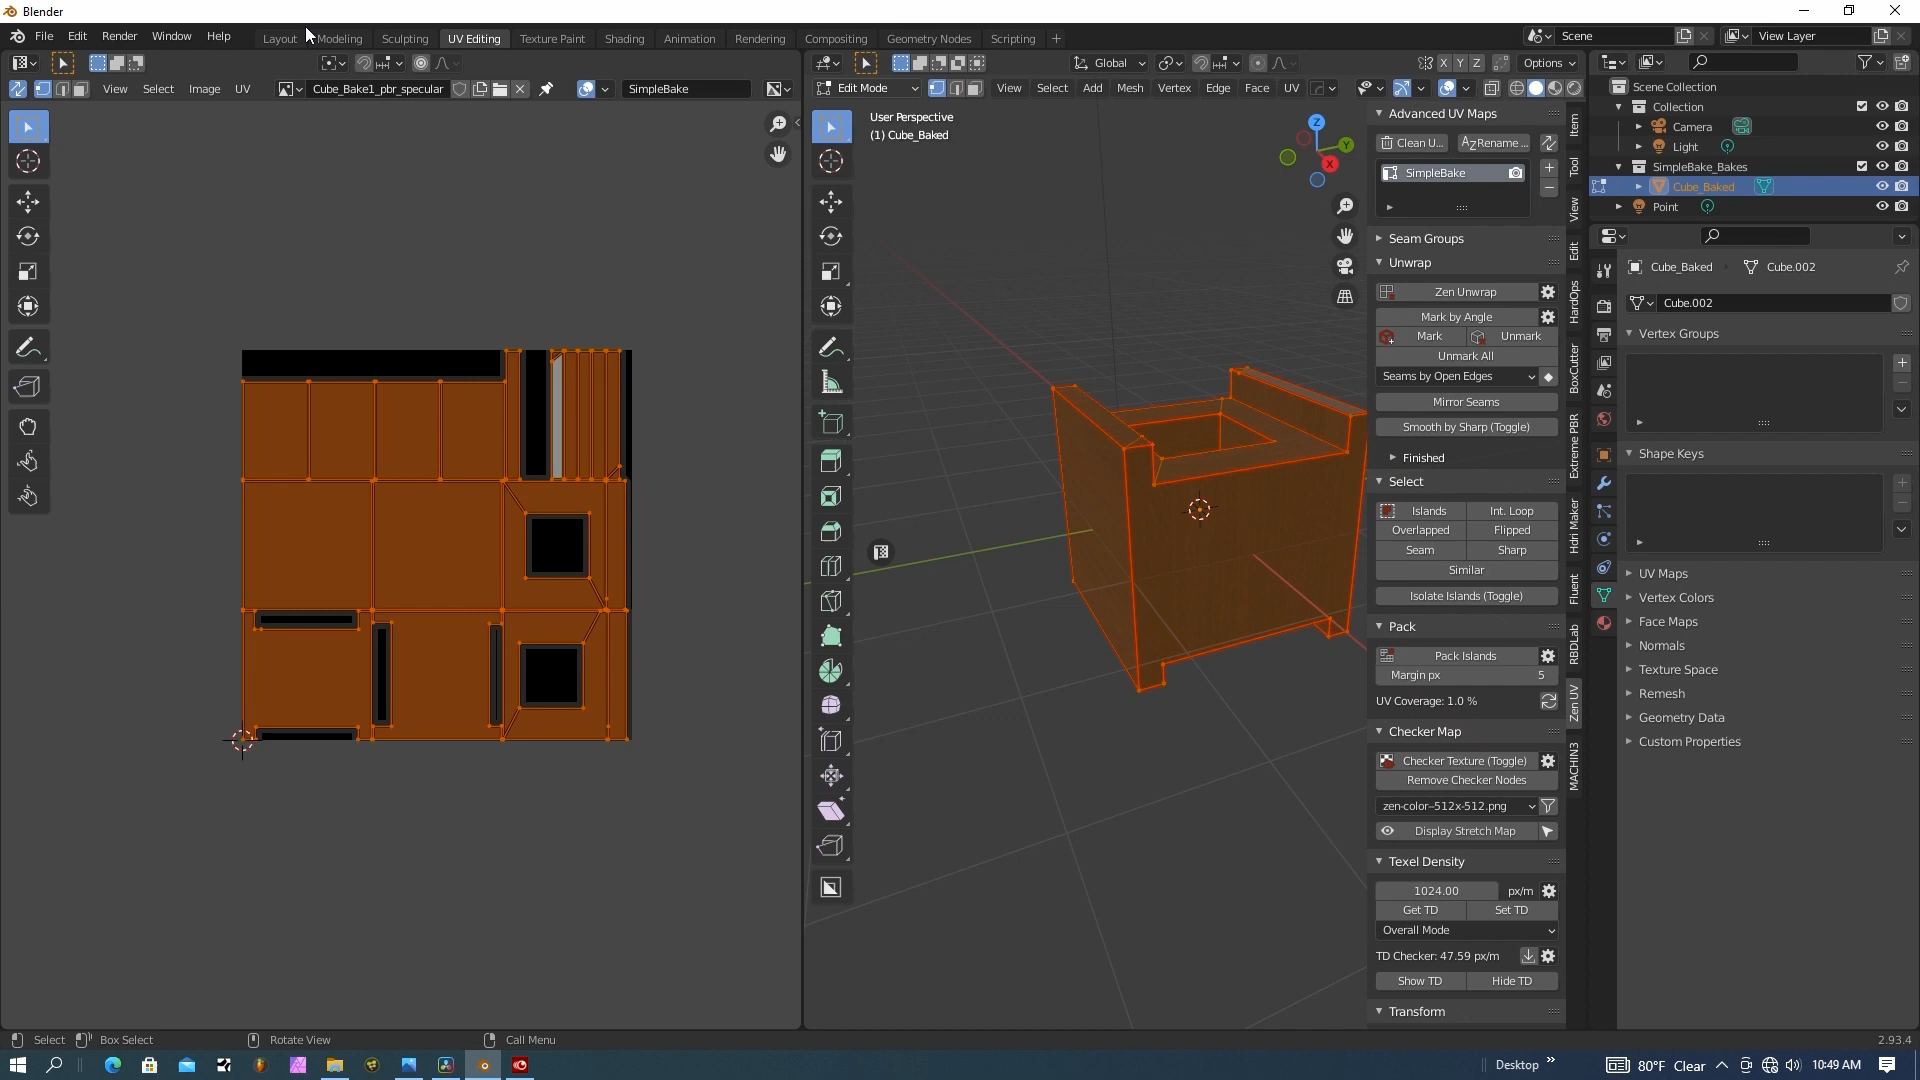 Blender
File Edit Render Window Help Layout Modeling Sculpting UV Editing Texture Paint Shading Animation Rendering Compositing Geometry Nodes Scripting + Scene View Layer
Global X Y Z Options
View Select Image UV Cube_Bake1_pbr_specular SimpleBake Edit Mode View Select Add Mesh Vertex Edge Face UV
User Perspective
(1) Cube_Baked
Z
Y
X
Advanced UV Maps
Clean U... Rename ...
SimpleBake
Seam Groups
Unwrap
Zen Unwrap
Mark by Angle
Mark Unmark
Unmark All
Seams by Open Edges
Mirror Seams
Smooth by Sharp (Toggle)
Finished
Select
Islands Int. Loop
Overlapped Flipped
Seam Sharp
Similar
Isolate Islands (Toggle)
Pack
Pack Islands
Margin px 5
UV Coverage: 1.0 %
Checker Map
Checker Texture (Toggle)
Remove Checker Nodes
zen-color–512x-512.png
Display Stretch Map
Texel Density
1024.00 px/m
Get TD Set TD
Overall Mode
TD Checker: 47.59 px/m
Show TD Hide TD
Transform
Item
Tool
View
Edit
HardOps
BoxCutter
Extreme PBR
Hdri Maker
Fluent
RBDLab
Zen UV
MACHIN3
Scene Collection
Collection
Camera
Light
SimpleBake_Bakes
Cube_Baked
Point
Cube_Baked Cube.002
Cube.002
Vertex Groups
Shape Keys
UV Maps
Vertex Colors
Face Maps
Normals
Texture Space
Remesh
Geometry Data
Custom Properties
Select Box Select Rotate View Call Menu 2.93.4
Desktop 80°F Clear 10:49 AM